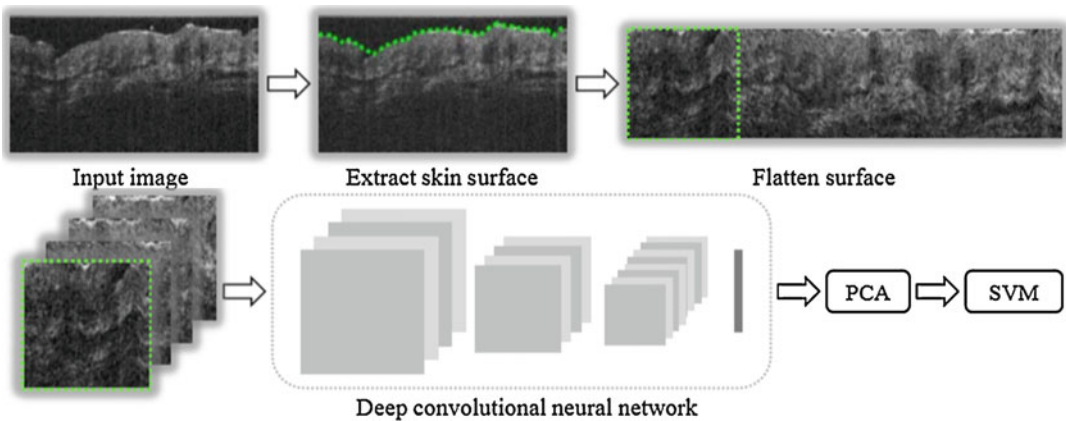 Input image
Extract skin surface
Flatten surface
PCA
SVM
Deep convolutional neural network